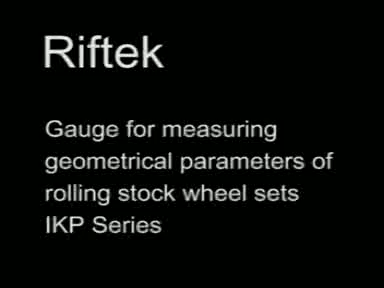 Riftek
Gauge for measuring
geometrical parameters of
rolling stock wheel sets
IKP Series